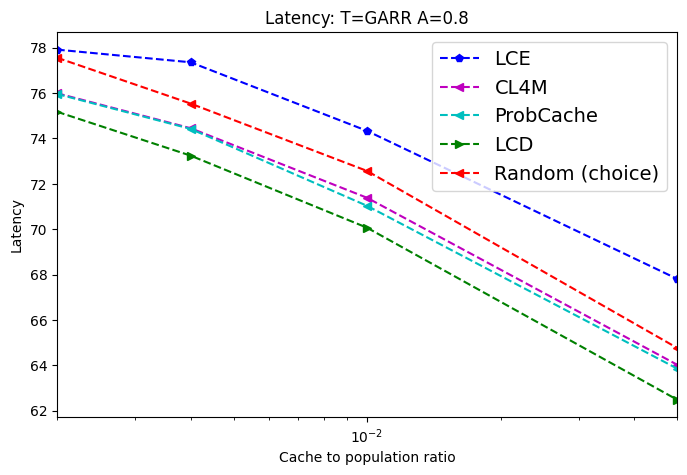 Latency: T=GARR A=0.8
78
76
74
72
70
68
66
64
62
Latency
LCE
CL4M
ProbCache
LCD
Random (choice)
10⁻²
Cache to population ratio